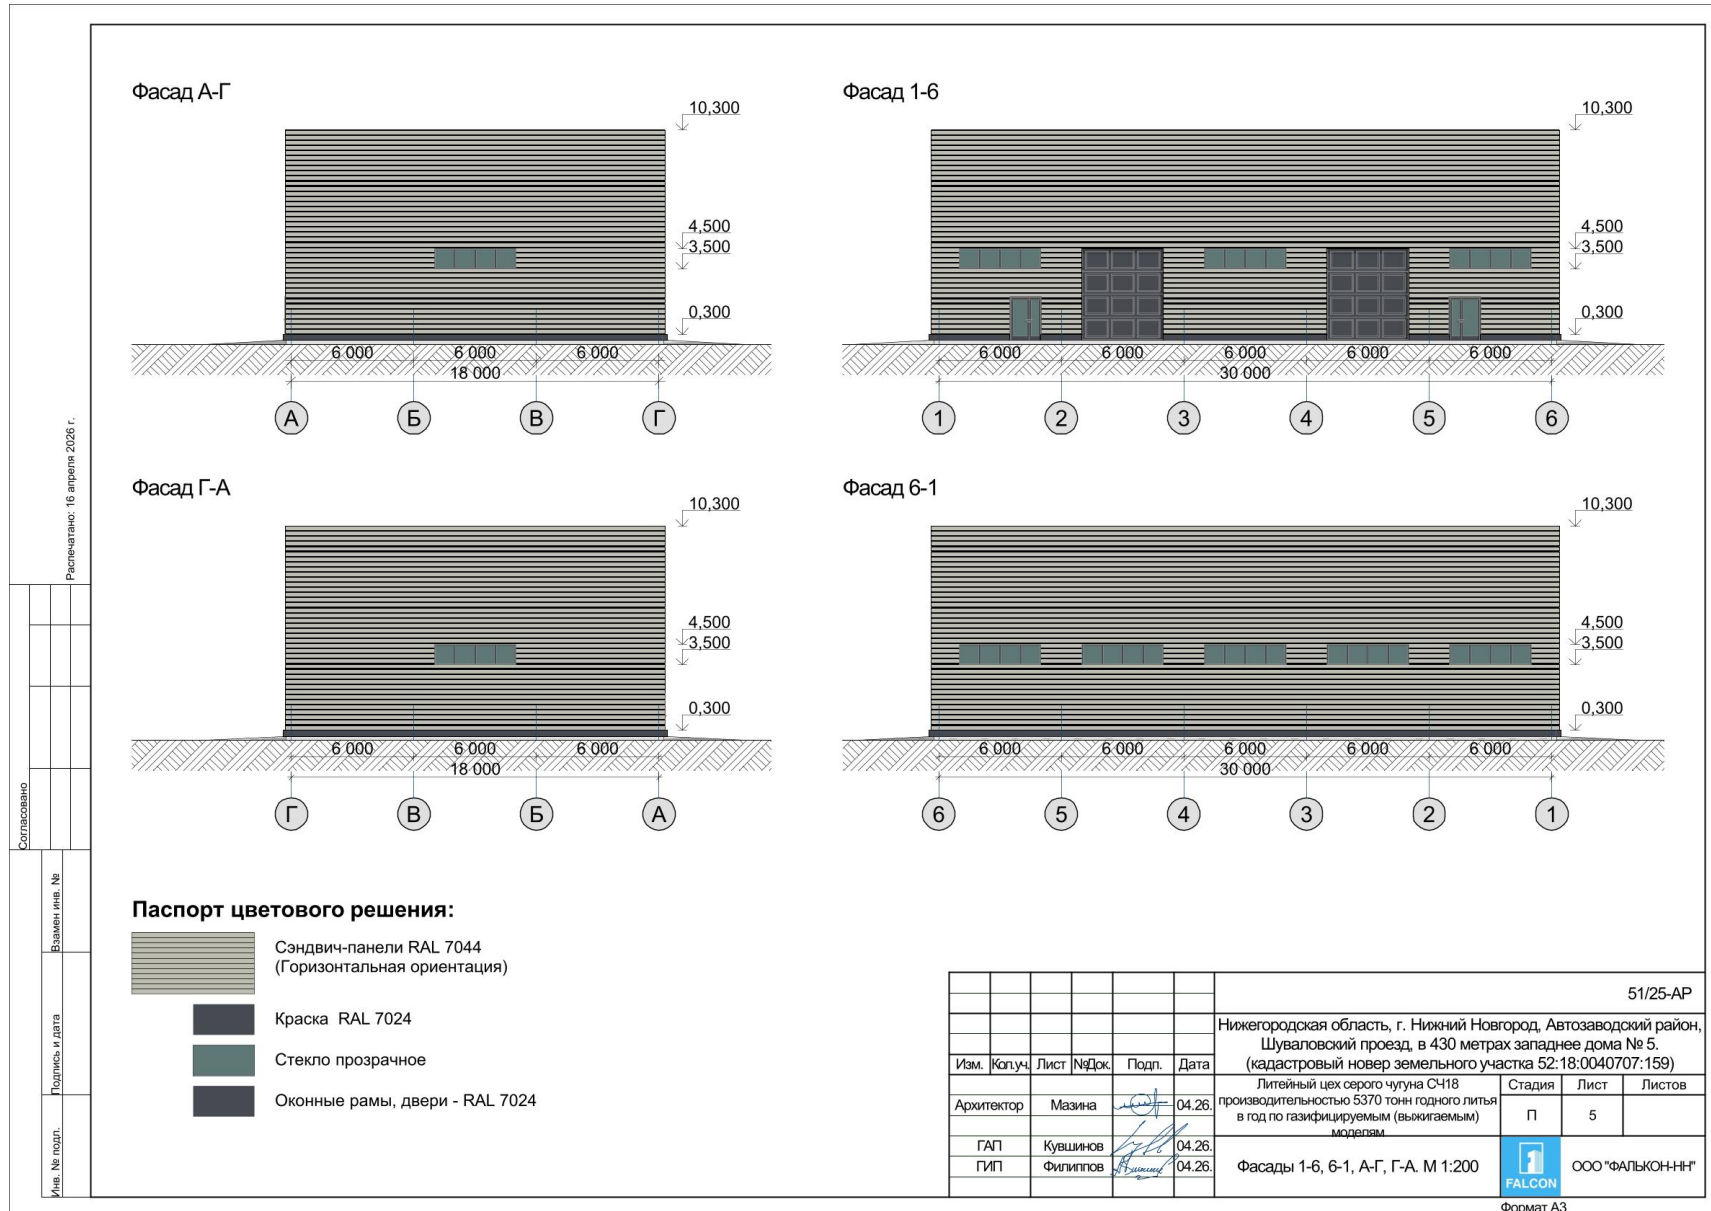 Фасад А-Г
10,300
4,500
3,500
0,300
6 000 6 000 6 000
18 000
А Б В Г
Фасад 1-6
10,300
4,500
3,500
0,300
6 000 6 000 6 000 6 000 6 000
30 000
1 2 3 4 5 6
Фасад Г-А
10,300
4,500
3,500
0,300
6 000 6 000 6 000
18 000
Г В Б А
Фасад 6-1
10,300
4,500
3,500
0,300
6 000 6 000 6 000 6 000 6 000
30 000
6 5 4 3 2 1
Распечатано: 16 апреля 2026 г.
Согласовано
Взамен инв. №
Подпись и дата
Инв. № подл.
Паспорт цветового решения:
Сэндвич-панели RAL 7044
(Горизонтальная ориентация)
Краска RAL 7024
Стекло прозрачное
Оконные рамы, двери - RAL 7024
51/25-АР
Нижегородская область, г. Нижний Новгород, Автозаводский район,
Шуваловский проезд, в 430 метрах западнее дома № 5.
(кадастровый новер земельного участка 52:18:0040707:159)
Изм. Кол.уч. Лист №Док. Подп. Дата
Архитектор Мазина 04.26.
ГАП Кувшинов 04.26.
ГИП Филиппов 04.26.
Литейный цех серого чугуна СЧ18
производительностью 5370 тонн годного литья
в год по газифицируемым (выжигаемым)
моделям
Стадия Лист Листов
П 5
Фасады 1-6, 6-1, А-Г, Г-А. М 1:200
FALCON
ООО "ФАЛЬКОН-НН"
Формат А3